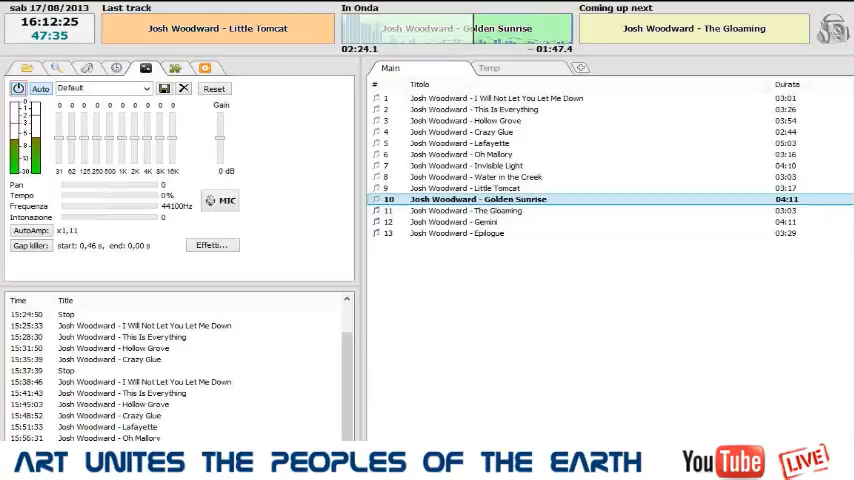 sab 17/08/2013
16:12:25
47:35
Last track
Josh Woodward - Little Tomcat
In Onda
Josh Woodward - Golden Sunrise
02:24.1
- 01:47.4
Coming up next
Josh Woodward - The Gloaming
Auto
Default
Reset
0 0 0 0 0 0 0 0 0 0
Gain
31 62 125 250 500 1K 2K 4K 8K 16K
0 dB
Pan 0
Tempo 0%
Frequenza 44100Hz
Intonazione 0
MIC
AutoAmp: x1,11
Gap killer: start: 0,46 s, end: 0,00 s
Effetti...
Time Title
15:24:50 Stop
15:25:33 Josh Woodward - I Will Not Let You Let Me Down
15:28:30 Josh Woodward - This Is Everything
15:31:50 Josh Woodward - Hollow Grove
15:35:39 Josh Woodward - Crazy Glue
15:37:39 Stop
15:38:46 Josh Woodward - I Will Not Let You Let Me Down
15:41:43 Josh Woodward - This Is Everything
15:45:03 Josh Woodward - Hollow Grove
15:48:52 Josh Woodward - Crazy Glue
15:51:33 Josh Woodward - Lafayette
15:56:31 Josh Woodward - Oh Mallory
Main Temp
# Titolo Durata
1 Josh Woodward - I Will Not Let You Let Me Down 03:01
2 Josh Woodward - This Is Everything 03:26
3 Josh Woodward - Hollow Grove 03:54
4 Josh Woodward - Crazy Glue 02:44
5 Josh Woodward - Lafayette 05:03
6 Josh Woodward - Oh Mallory 03:16
7 Josh Woodward - Invisible Light 04:10
8 Josh Woodward - Water in the Creek 03:03
9 Josh Woodward - Little Tomcat 03:17
10 Josh Woodward - Golden Sunrise 04:11
11 Josh Woodward - The Gloaming 03:03
12 Josh Woodward - Gemini 04:11
13 Josh Woodward - Epilogue 03:29
ART UNITES THE PEOPLES OF THE EARTH
YouTube
LIVE